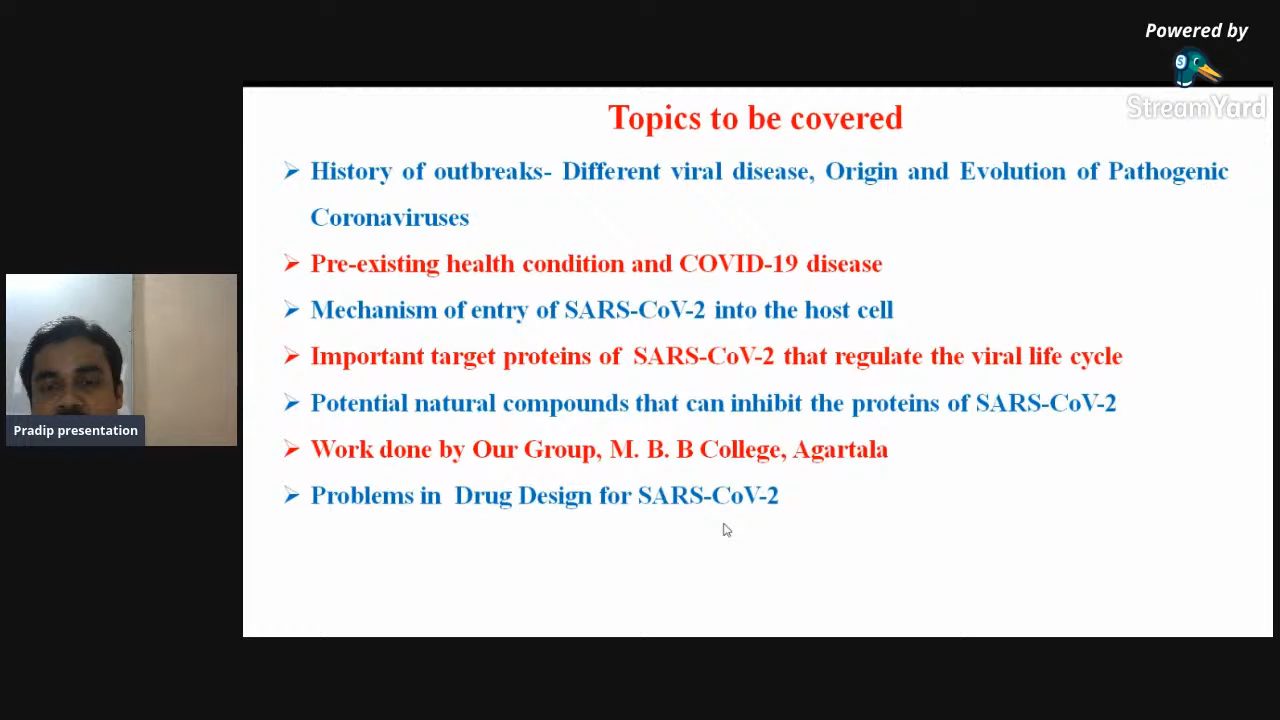 Powered by
StreamYard
Topics to be covered
➢ History of outbreaks- Different viral disease, Origin and Evolution of Pathogenic
Coronaviruses
➢ Pre-existing health condition and COVID-19 disease
➢ Mechanism of entry of SARS-CoV-2 into the host cell
➢ Important target proteins of SARS-CoV-2 that regulate the viral life cycle
➢ Potential natural compounds that can inhibit the proteins of SARS-CoV-2
➢ Work done by Our Group, M. B. B College, Agartala
➢ Problems in Drug Design for SARS-CoV-2
Pradip presentation